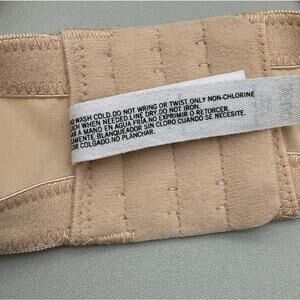 WASH COLD.DO NOT WRING OR TWIST.ONLY NON-CHLORINE
WHEN NEEDED.LINE DRY.DO NOT IRON.
A MANO EN AGUA FRIA.NO EXPRIMIR O RETORCER.
AMENTE BLANQUEADOR SIN CLORO CUANDO SE NECESITE.
COLGADO.NO PLANCHAR.